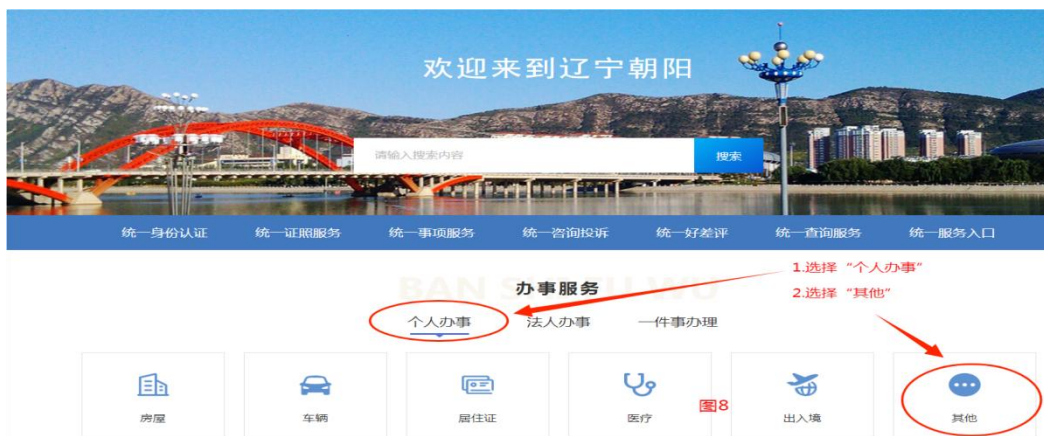 欢迎来到辽宁朝阳
请输入搜索内容 搜索
统一身份认证 统一证照服务 统一事项服务 统一咨询投诉 统一好差评 统一查询服务 统一服务入口
1.选择“个人办事”
办事服务
2.选择“其他”
个人办事 法人办事 一件事办理
房屋 车辆 居住证 医疗 图8 出入境 其他